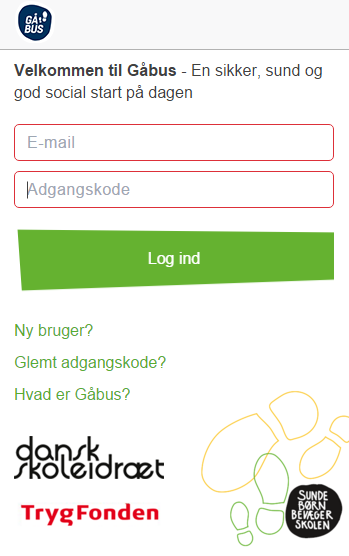 GÅ
BUS
Velkommen til Gåbus - En sikker, sund og
god social start på dagen
E-mail
Adgangskode
Log ind
Ny bruger?
Glemt adgangskode?
Hvad er Gåbus?
dansk
skoleidræt
TrygFonden
SUNDE
BØRN
BEVÆGER
SKOLEN